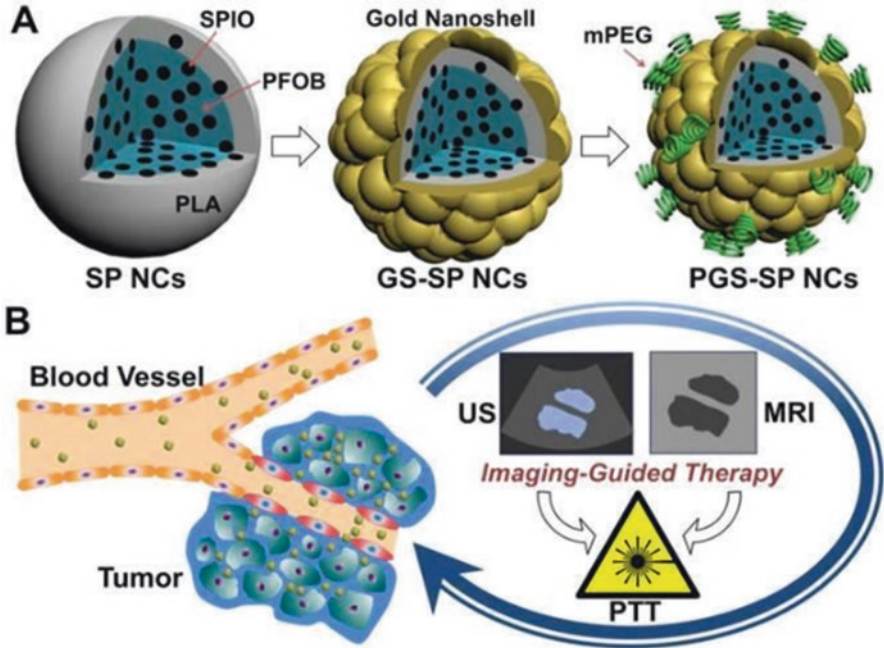 A
SPIO
PFOB
PLA
SP NCs
Gold Nanoshell
GS-SP NCs
mPEG
PGS-SP NCs
B
Blood Vessel
Tumor
US
MRI
Imaging-Guided Therapy
PTT